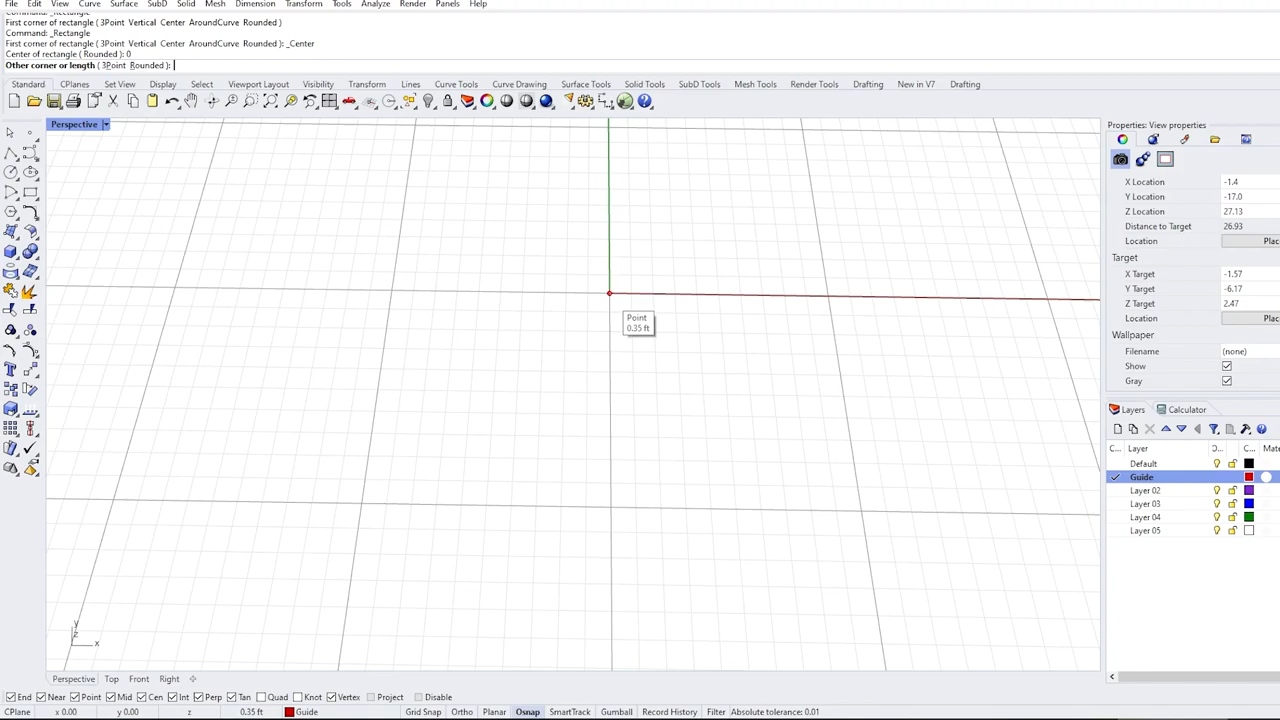 File Edit View Curve Surface SubD Solid Mesh Dimension Transform Tools Analyze Render Panels Help
First corner of rectangle ( 3Point Vertical Center AroundCurve Rounded )
Command: _Rectangle
First corner of rectangle ( 3Point Vertical Center AroundCurve Rounded ): _Center
Center of rectangle ( Rounded ): 0
Other corner or length ( 3Point Rounded ):
Standard CPlanes Set View Display Select Viewport Layout Visibility Transform Lines Curve Tools Curve Drawing Surface Tools Solid Tools SubD Tools Mesh Tools Render Tools Drafting New in V7 Drafting
Perspective
Point
0.35 ft
y
z
x
Properties: View properties
X Location -1.4
Y Location -17.0
Z Location 27.13
Distance to Target 26.93
Location Plac
Target
X Target -1.57
Y Target -6.17
Z Target 2.47
Location Plac
Wallpaper
Filename (none)
Show
Gray
Layers Calculator
C... Layer C... Mate
Default
Guide
Layer 02
Layer 03
Layer 04
Layer 05
Perspective Top Front Right
End Near Point Mid Cen Int Perp Tan Quad Knot Vertex Project Disable
CPlane x 0.00 y 0.00 z 0.35 ft Guide Grid Snap Ortho Planar Osnap SmartTrack Gumball Record History Filter Absolute tolerance: 0.01